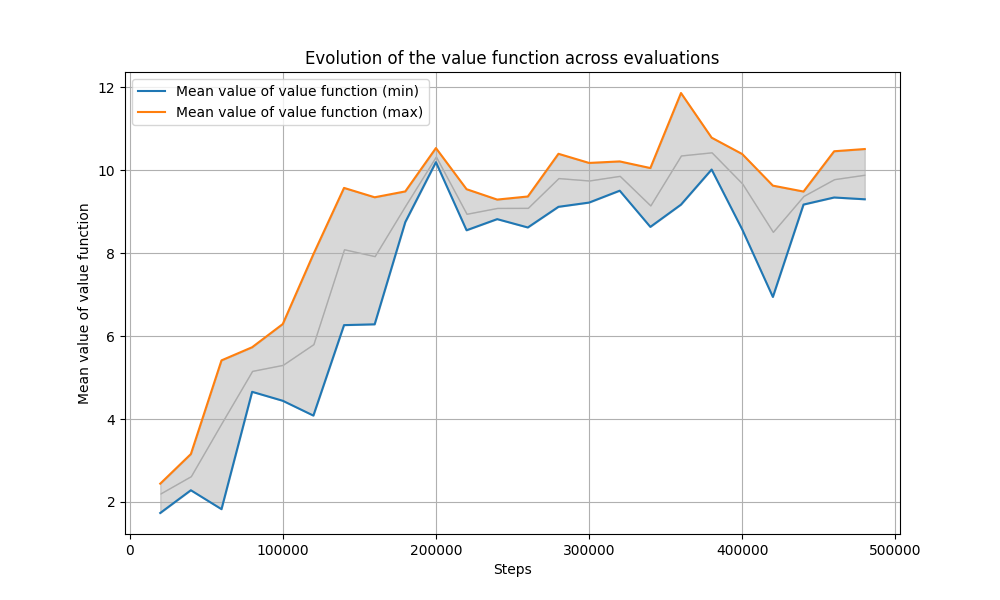 Evolution of the value function across evaluations
Mean value of value function (min)
Mean value of value function (max)
Mean value of value function
12
10
8
6
4
2
0
100000
200000
300000
400000
500000
Steps